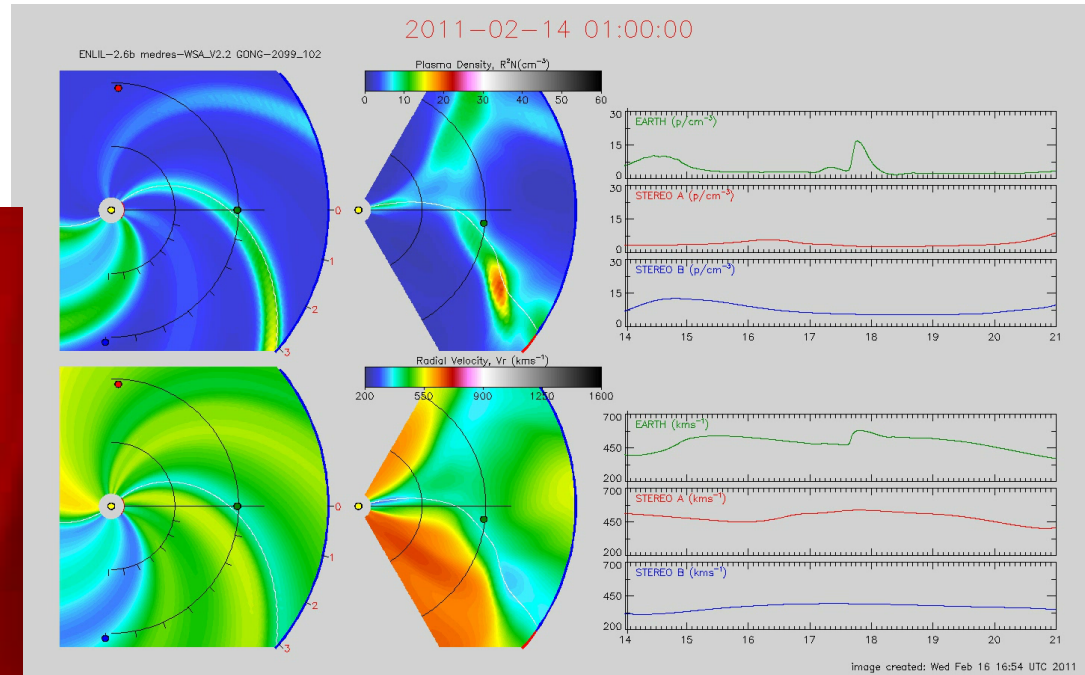 2011-02-14 01:00:00
ENLIL-2.6b medres-WSA_V2.2 GONG-2099_102
Plasma Density, R²N(cm⁻³)
0 10 20 30 40 50 60
0
-1
-2
-3
30
15
0
EARTH (p/cm⁻³)
30
15
0
STEREO A (p/cm⁻³)
30
15
0
STEREO B (p/cm⁻³)
14 15 16 17 18 19 20 21
Radial Velocity, Vr (kms⁻¹)
200 550 900 1250 1600
0
-1
-2
-3
700
450
200
EARTH (kms⁻¹)
700
450
200
STEREO A (kms⁻¹)
700
450
200
STEREO B (kms⁻¹)
14 15 16 17 18 19 20 21
image created: Wed Feb 16 16:54 UTC 2011